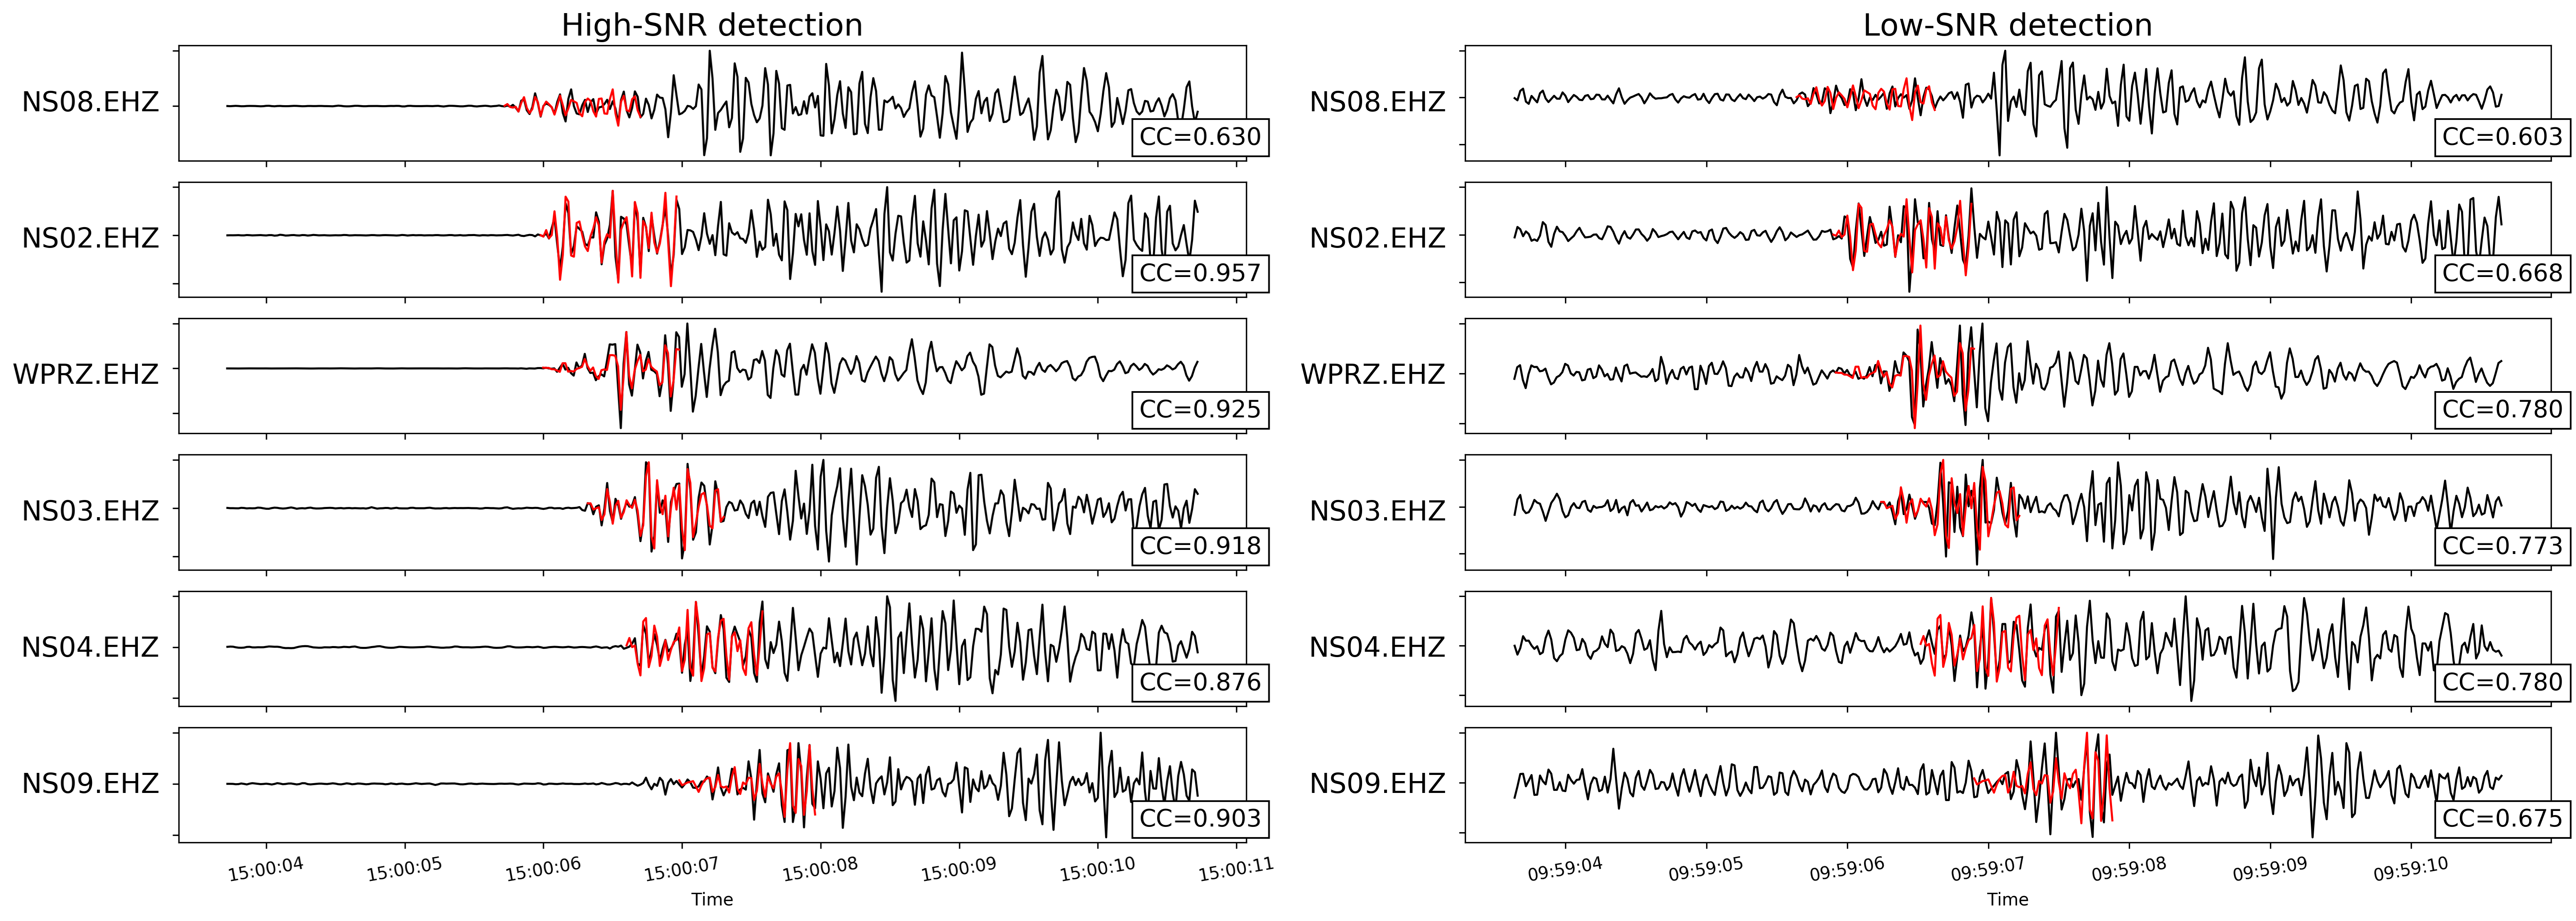 High-SNR detection
NS08.EHZ
CC=0.630
NS02.EHZ
CC=0.957
WPRZ.EHZ
CC=0.925
NS03.EHZ
CC=0.918
NS04.EHZ
CC=0.876
NS09.EHZ
CC=0.903
15:00:04 15:00:05 15:00:06 15:00:07 15:00:08 15:00:09 15:00:10 15:00:11
Time
Low-SNR detection
NS08.EHZ
CC=0.603
NS02.EHZ
CC=0.668
WPRZ.EHZ
CC=0.780
NS03.EHZ
CC=0.773
NS04.EHZ
CC=0.780
NS09.EHZ
CC=0.675
09:59:04 09:59:05 09:59:06 09:59:07 09:59:08 09:59:09 09:59:10
Time